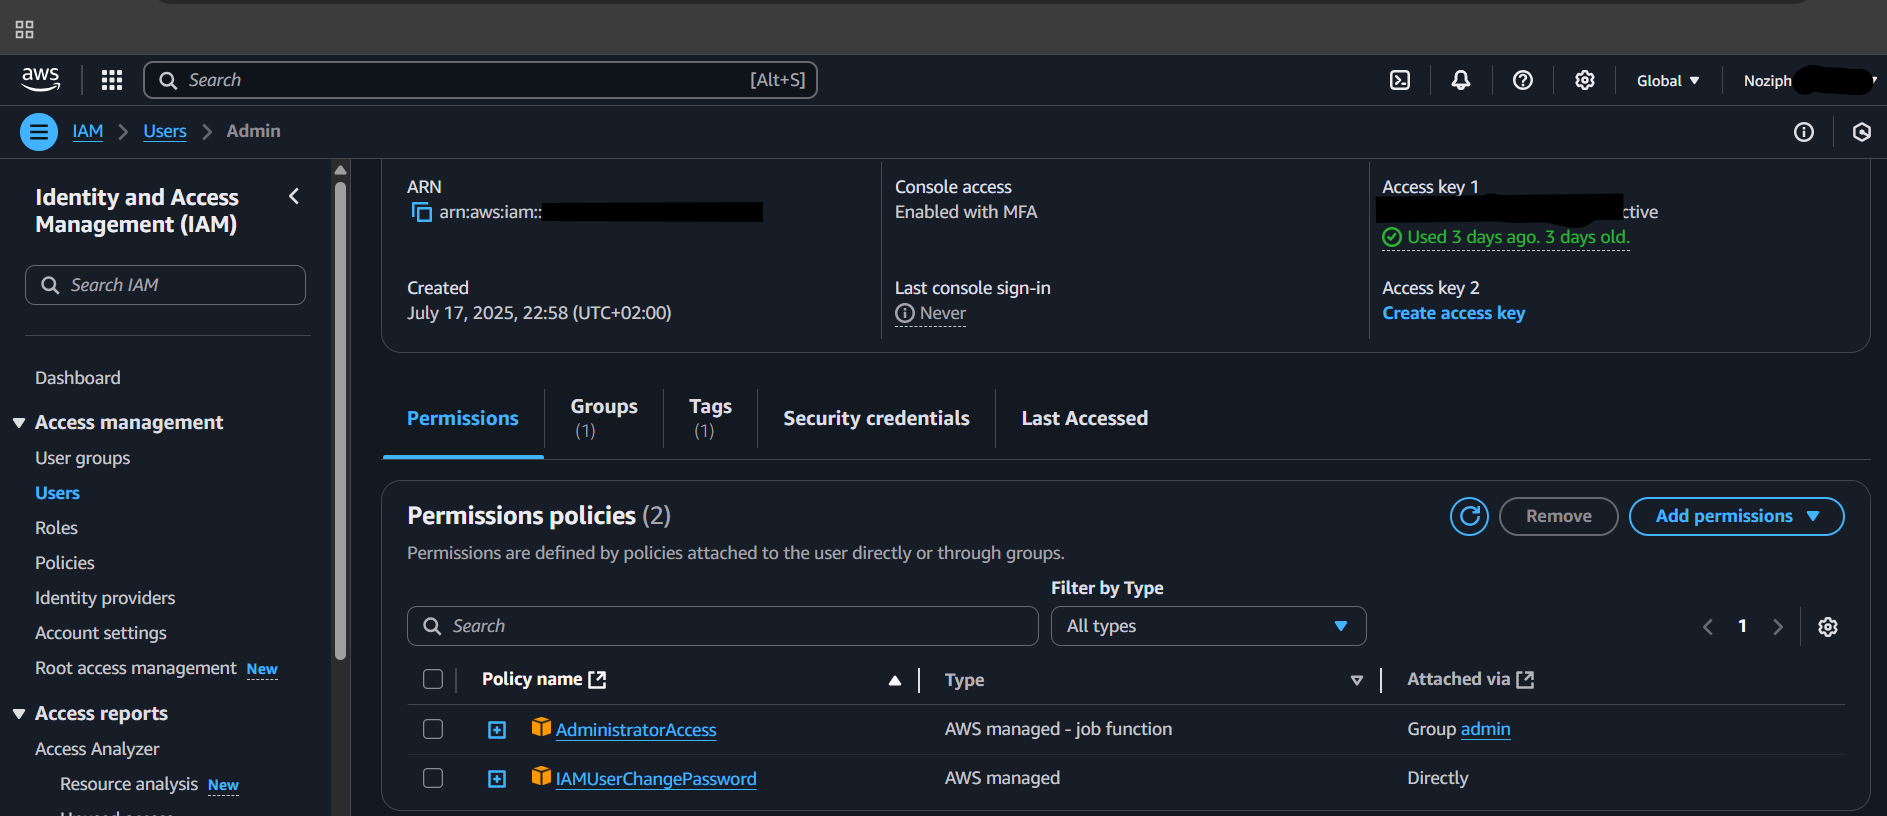 aws
Search [Alt+S]
Global
Noziph
IAM > Users > Admin
Identity and Access
Management (IAM)
Search IAM
Dashboard
Access management
User groups
Users
Roles
Policies
Identity providers
Account settings
Root access management New
Access reports
Access Analyzer
Resource analysis New
ARN
arn:aws:iam::
Created
July 17, 2025, 22:58 (UTC+02:00)
Console access
Enabled with MFA
Last console sign-in
Never
Access key 1
ctive
Used 3 days ago. 3 days old.
Access key 2
Create access key
Permissions
Groups
(1)
Tags
(1)
Security credentials
Last Accessed
Permissions policies (2)
Remove
Add permissions
Permissions are defined by policies attached to the user directly or through groups.
Filter by Type
Search
All types
1
Policy name Type Attached via
AdministratorAccess AWS managed - job function Group admin
IAMUserChangePassword AWS managed Directly